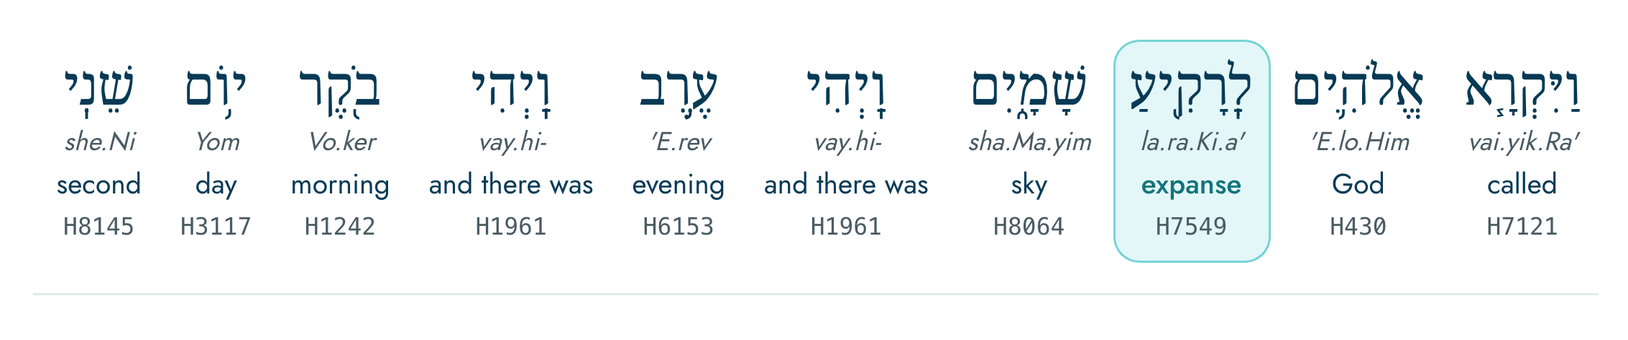 וַיִּקְרָ֧א אֱלֹהִ֛ים לָֽרָקִ֖יעַ שָׁמָ֑יִם וַֽיְהִי עֶ֥רֶב וַֽיְהִי בֹ֖קֶר י֥וֹם שֵׁנִֽי
she.Ni Yom Vo.ker vay.hi- 'E.rev vay.hi- sha.Ma.yim la.ra.Ki.a' 'E.lo.Him vai.yik.Ra'
second day morning and there was evening and there was sky expanse God called
H8145 H3117 H1242 H1961 H6153 H1961 H8064 H7549 H430 H7121